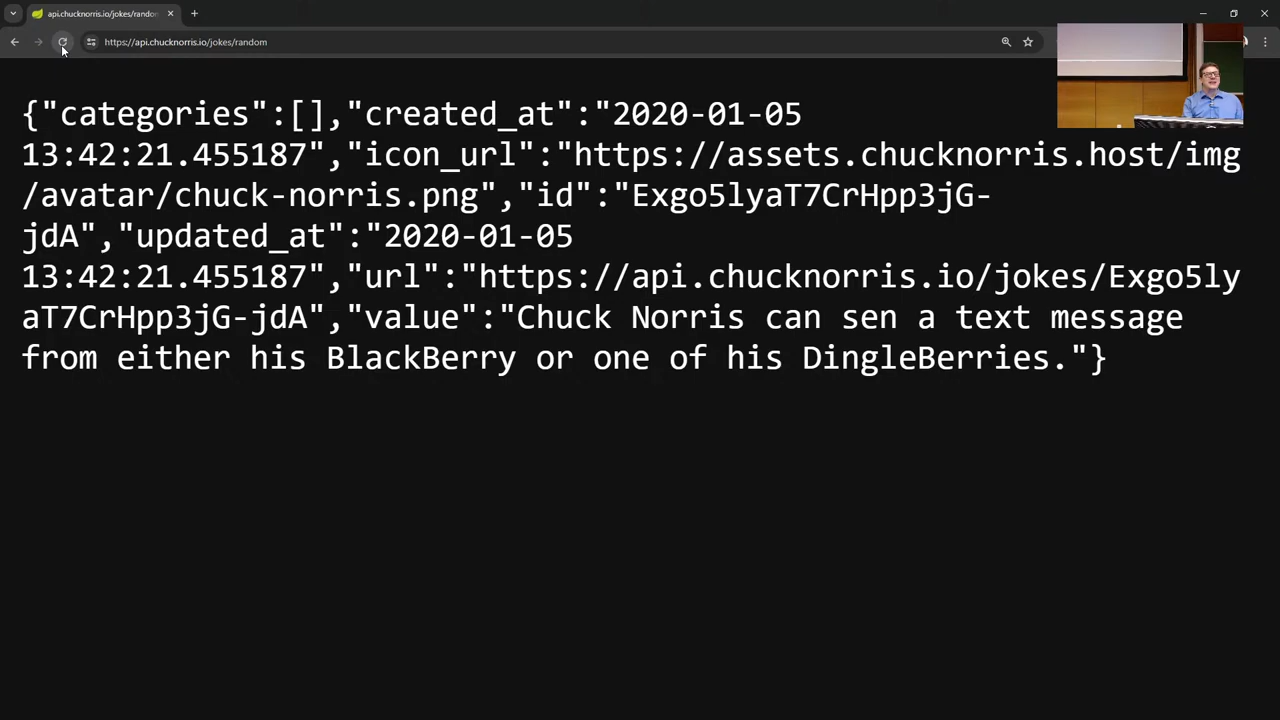 api.chucknorris.io/jokes/rando
https://api.chucknorris.io/jokes/random
{"categories":[],"created_at":"2020-01-05
13:42:21.455187","icon_url":"https://assets.chucknorris.host/img
/avatar/chuck-norris.png","id":"Exgo5lyaT7CrHpp3jG-
jdA","updated_at":"2020-01-05
13:42:21.455187","url":"https://api.chucknorris.io/jokes/Exgo5ly
aT7CrHpp3jG-jdA","value":"Chuck Norris can sen a text message
from either his BlackBerry or one of his DingleBerries."}